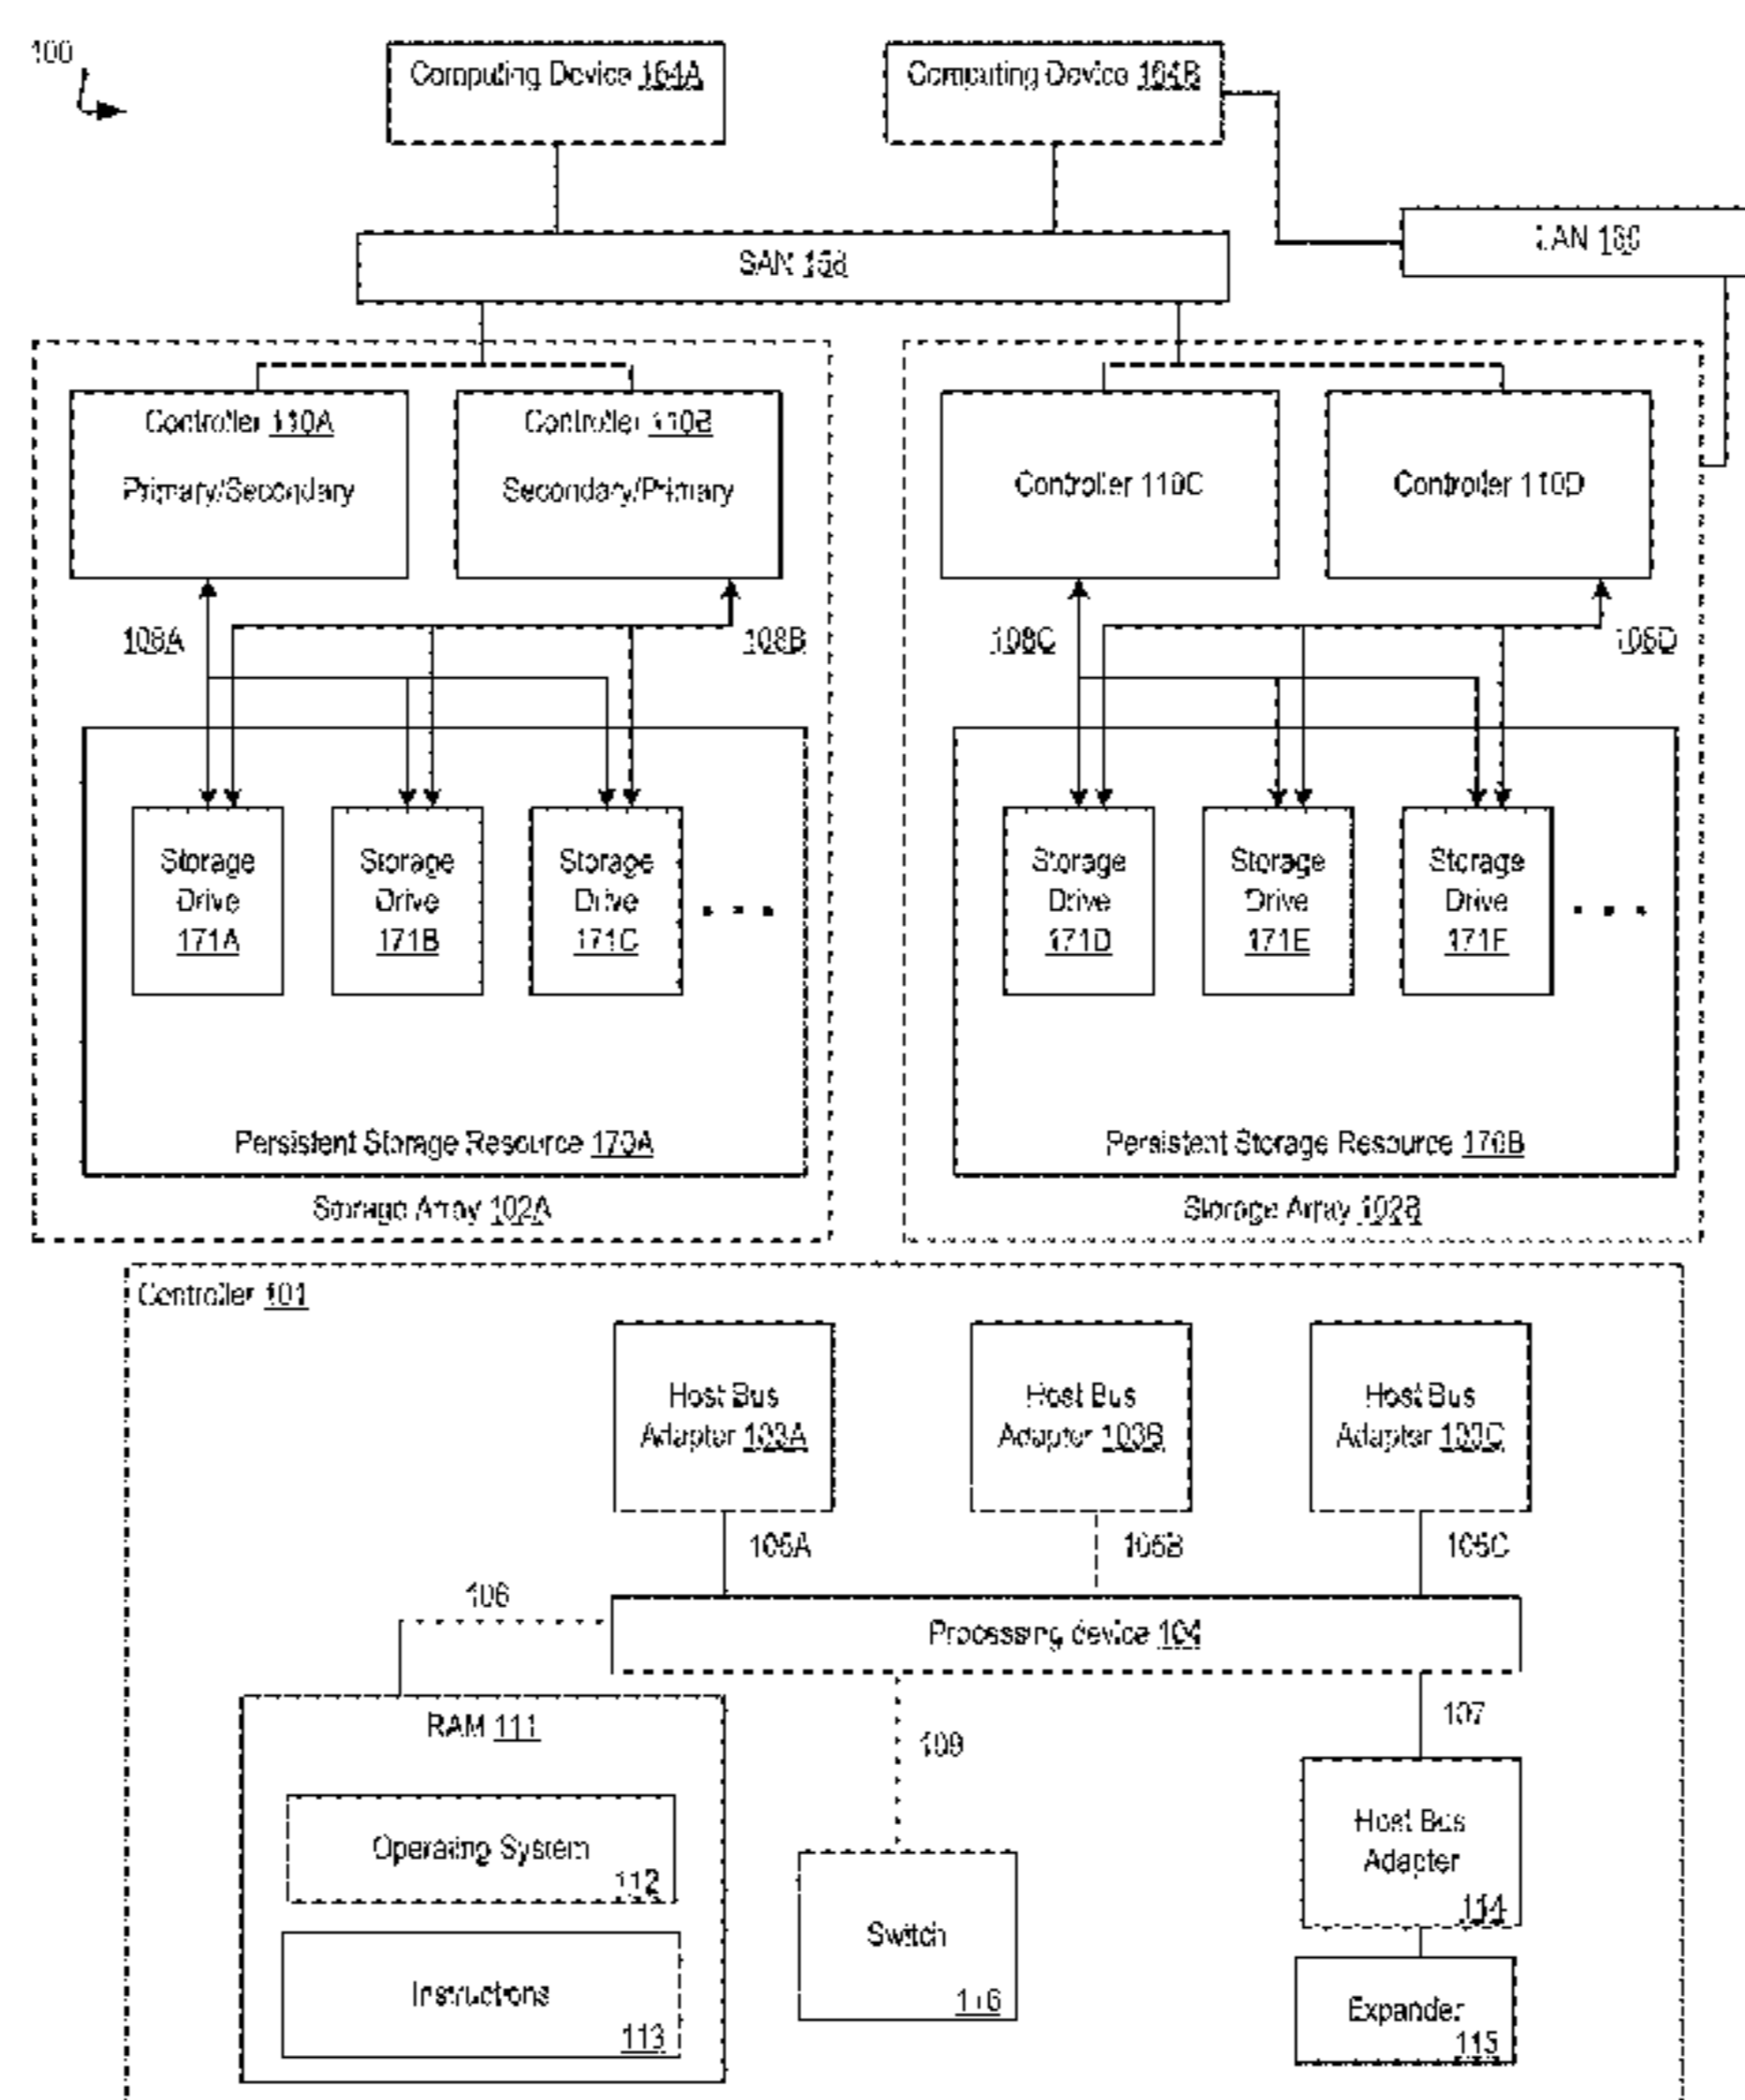 100
Computing Device 164A
Computing Device 164B
SAN 158
LAN 160
Controller 110A
Primary/Secondary
Controller 110B
Secondary/Primary
Controller 110C
Controller 110D
108A
108B
108C
108D
Storage
Drive
171A
Storage
Drive
171B
Storage
Drive
171C
Storage
Drive
171D
Storage
Drive
171E
Storage
Drive
171F
Persistent Storage Resource 170A
Persistent Storage Resource 170B
Storage Array 102A
Storage Array 102B
Controller 101
Host Bus
Adapter 103A
Host Bus
Adapter 103B
Host Bus
Adapter 103C
105A
105B
105C
106
Processing device 104
RAM 111
109
107
Operating System
112
Instructions
113
Switch
116
Host Bus
Adapter
114
Expander
115